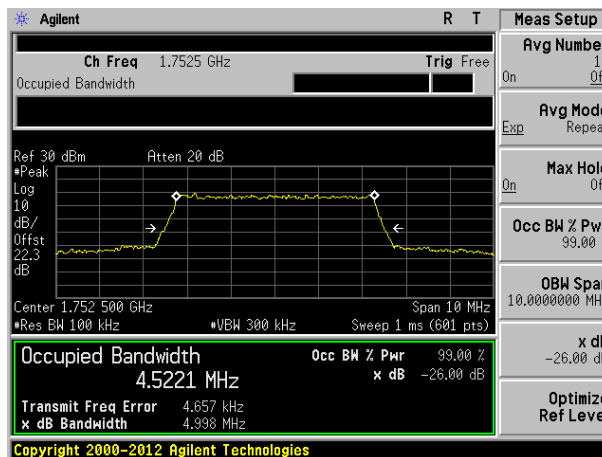 Agilent R T Meas Setup
Ch Freq 1.7525 GHz Trig Free
Occupied Bandwidth
Ref 30 dBm Atten 20 dB
#Peak
Log
10
dB/
Offst
22.3
dB
Center 1.752 500 GHz Span 10 MHz
#Res BW 100 kHz #VBW 300 kHz Sweep 1 ms (601 pts)
Occupied Bandwidth Occ BW % Pwr 99.00 %
4.5221 MHz x dB -26.00 dB
Transmit Freq Error 4.657 kHz
x dB Bandwidth 4.998 MHz
Copyright 2000-2012 Agilent Technologies
Avg Numbe
1
On Of
Avg Mode
Exp Repea
Max Hol
On Of
Occ BW % Pw
99.00
OBW Spa
10.0000000 MH
x d
-26.00 d
Optimize
Ref Leve